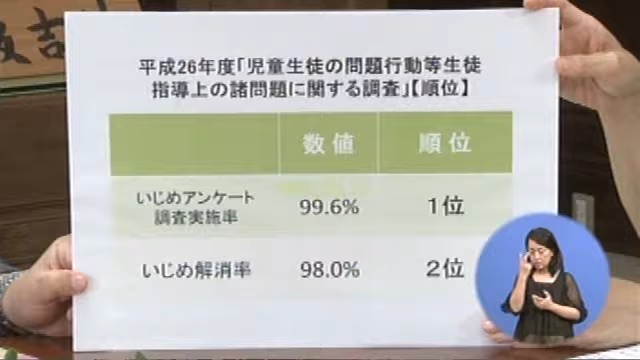 平成26年度「児童生徒の問題行動等生徒
指導上の諸問題に関する調査」【順位】
数値 順位
いじめアンケート
調査実施率 99.6% 1位
いじめ解消率 98.0% 2位